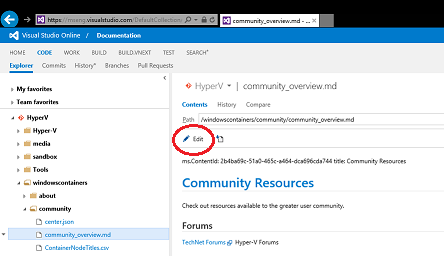 https://mseng.visualstudio.com/DefaultCollection
community_overview.md - ...
Visual Studio Online / Documentation
HOME CODE WORK BUILD BUILD.VNEXT TEST SEARCH*
Explorer Commits History* Branches Pull Requests
My favorites
Team favorites
HyperV
Hyper-V
media
sandbox
Tools
windowscontainers
about
community
center.json
community_overview.md
ContainerNodeTitles.csv
HyperV | community_overview.md
Contents History Compare
Path /windowscontainers/community/community_overview.md
Edit
ms.ContentId: 2b4ba69c-51a0-465c-a464-dca696cda744 title: Community Resources
Community Resources
Check out resources available to the greater user community.
Forums
TechNet Forums Hyper-V Forums